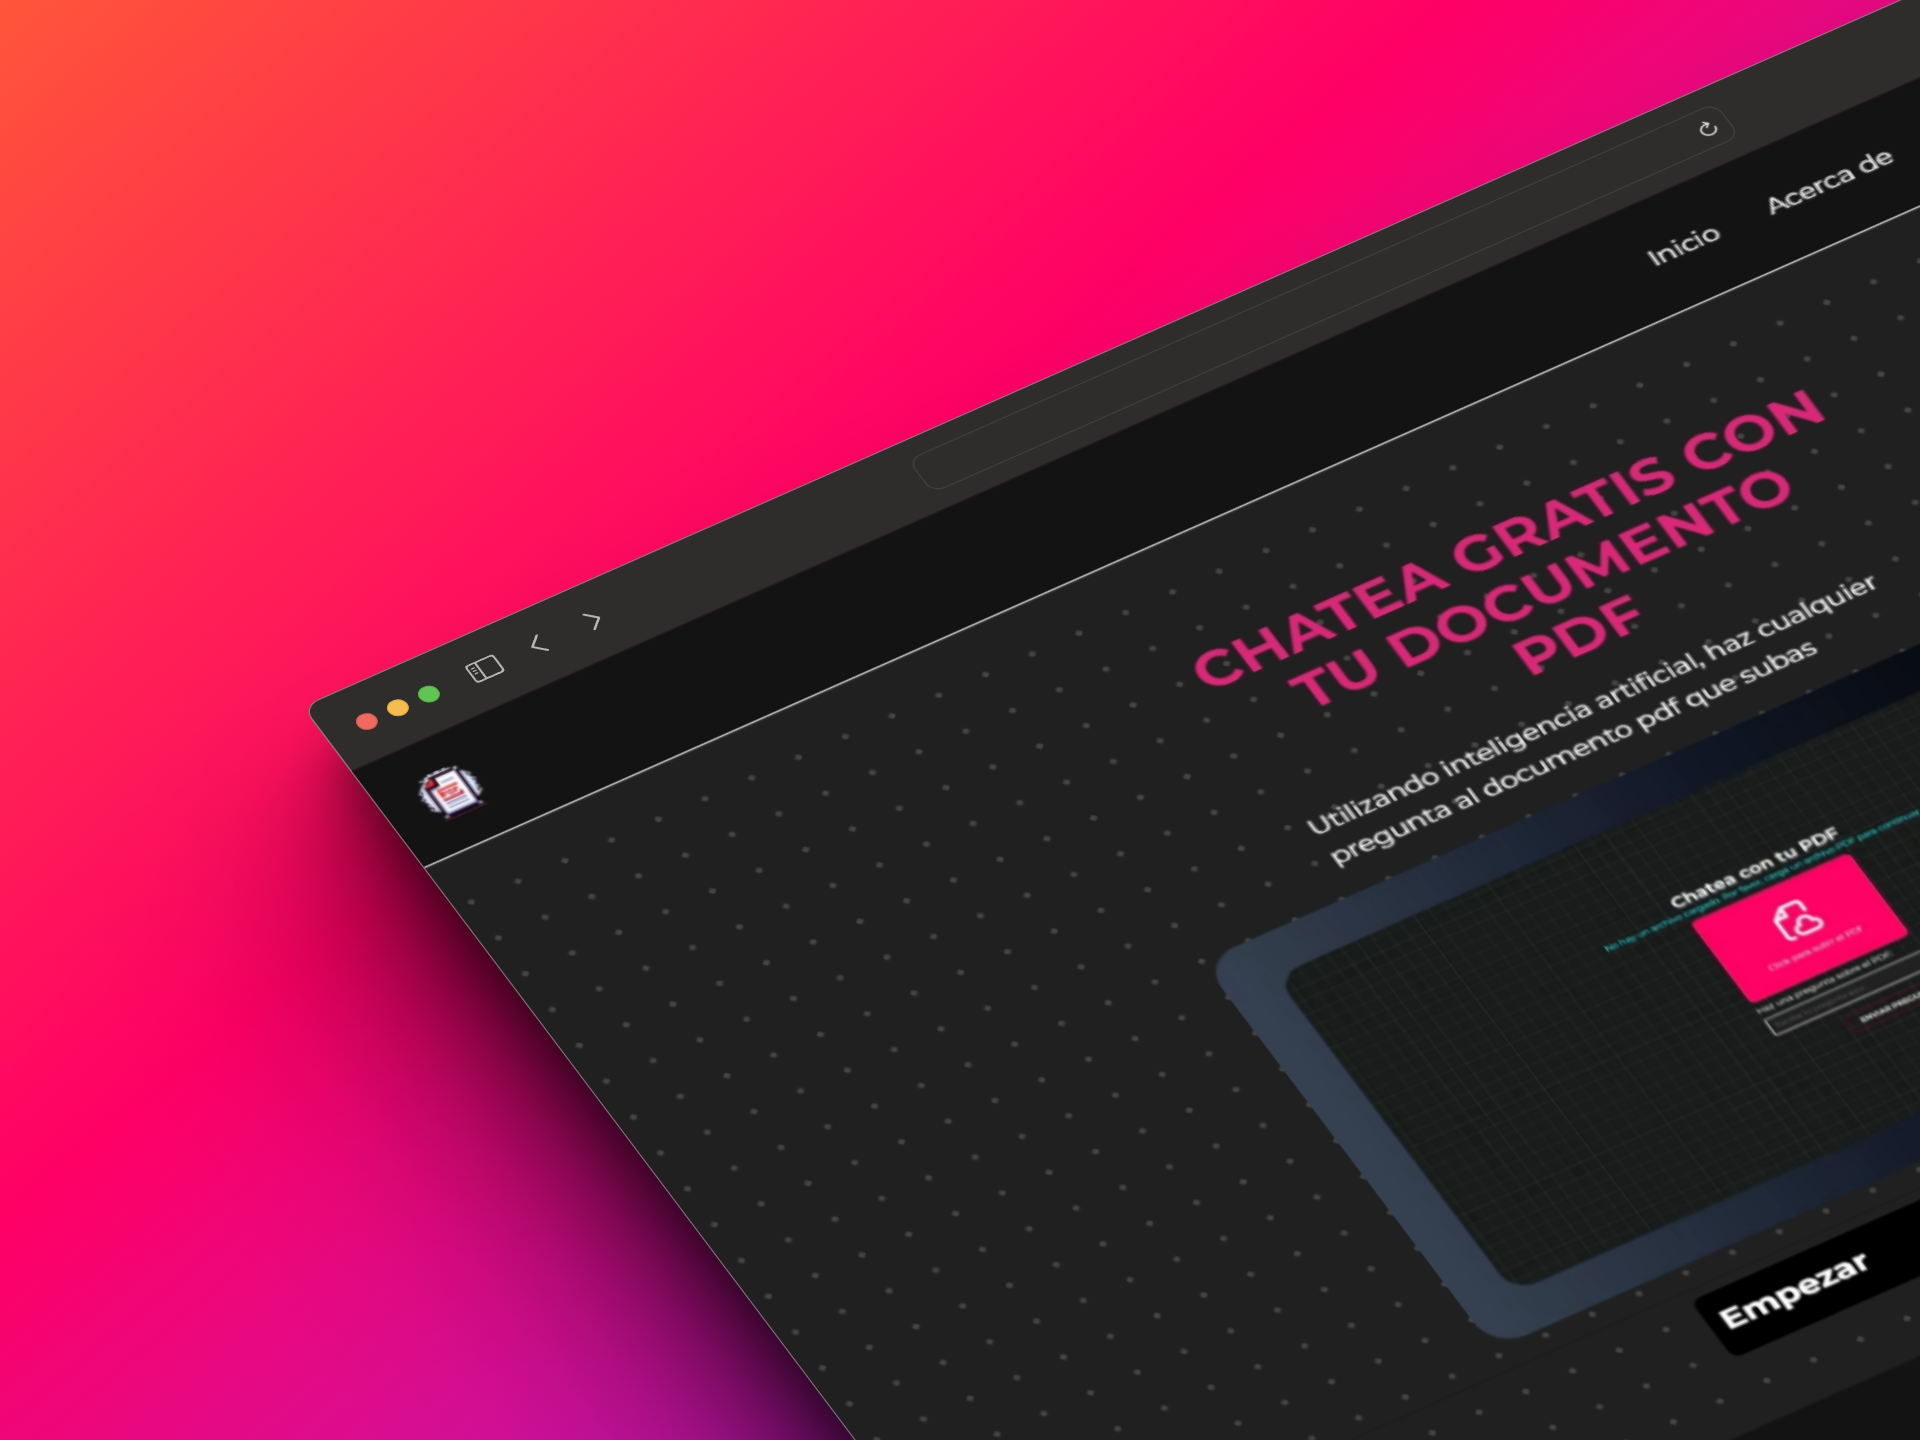 Inicio
Acerca de
CHATEA GRATIS CON
TU DOCUMENTO
PDF
Utilizando inteligencia artificial, haz cualquier
pregunta al documento pdf que subas
Chatea con tu PDF
No hay un archivo cargado. Por favor, carga un archivo PDF para continuar
Click para subir el PDF
Haz una pregunta sobre el PDF:
ENVIAR
Empezar